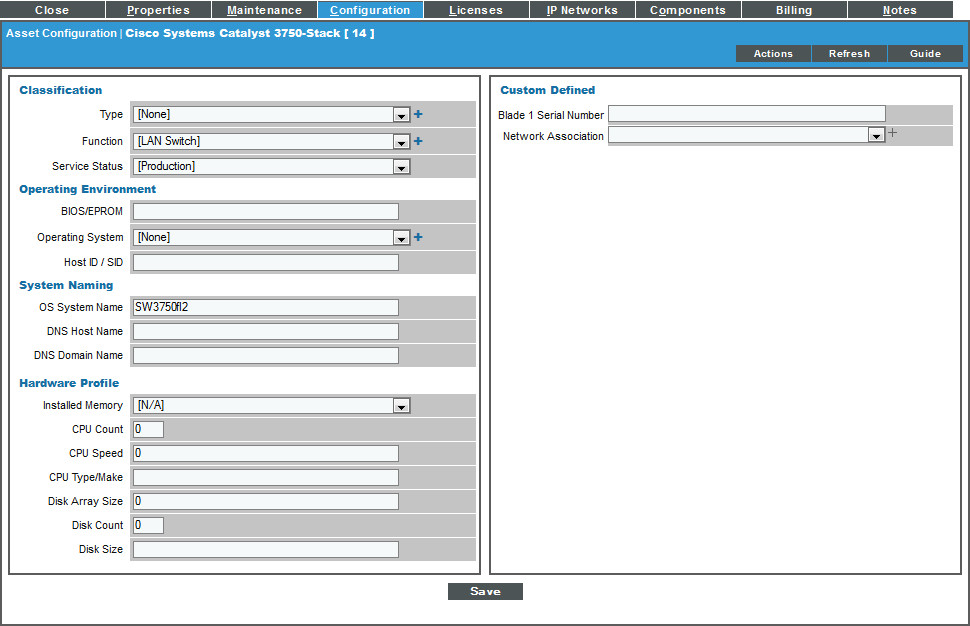 Close Properties Maintenance Configuration Licenses IP Networks Components Billing Notes
Asset Configuration | Cisco Systems Catalyst 3750-Stack [ 14 ]
Actions Refresh Guide
Classification
Type [None] +
Function [LAN Switch] +
Service Status [Production]
Operating Environment
BIOS/EPROM
Operating System [None] +
Host ID / SID
System Naming
OS System Name SW3750fl2
DNS Host Name
DNS Domain Name
Hardware Profile
Installed Memory [N/A]
CPU Count 0
CPU Speed 0
CPU Type/Make
Disk Array Size 0
Disk Count 0
Disk Size
Custom Defined
Blade 1 Serial Number
Network Association +
Save